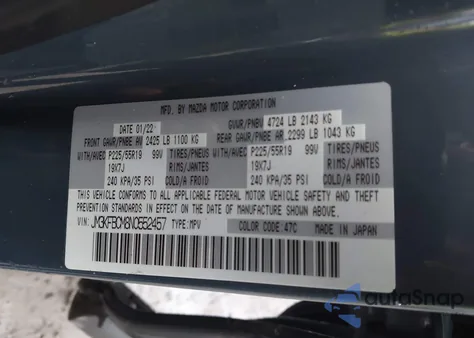 MFD. BY MAZDA MOTOR CORPORATION
DATE 01/22 GVWR/PNBV 4724 LB 2143 KG
FRONT GAWR/PNBE AV 2425 LB 1100 KG REAR GAWR/PNBE AR 2299 LB 1043 KG
WITH/AVEC P225/55R19 99V TIRES/PNEUS WITH/AVEC P225/55R19 99V TIRES/PNEUS
19X7J RIMS/JANTES 19X7J RIMS/JANTES
240 KPA/35 PSI COLD/A FROID 240 KPA/35 PSI COLD/A FROID
THIS VEHICLE CONFORMS TO ALL APPLICABLE FEDERAL MOTOR VEHICLE SAFETY AND THEFT
PREVENTION STANDARDS IN EFFECT ON THE DATE OF MANUFACTURE SHOWN ABOVE.
VIN: JM3KFBCM8N0552457 TYPE:MPV COLOR CODE:47C MADE IN JAPAN
autoSnap